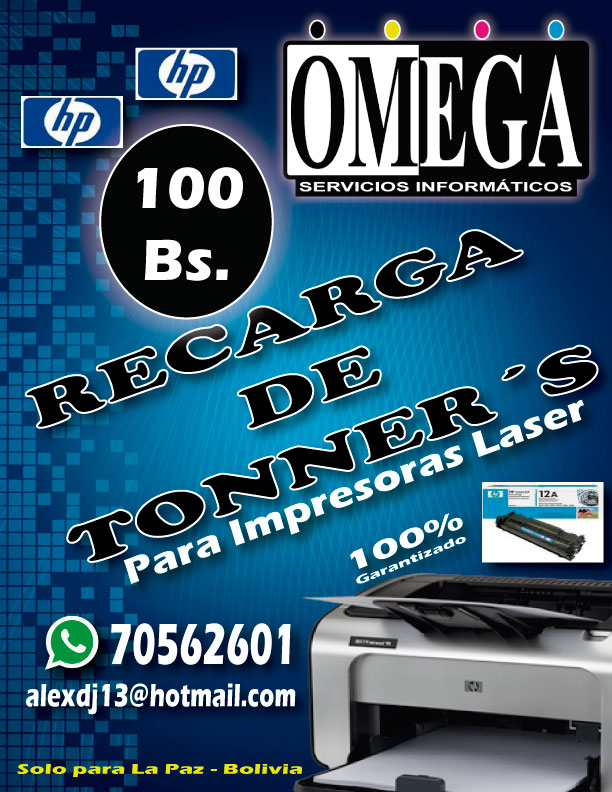 hp
hp
OMEGA
SERVICIOS INFORMÁTICOS
100
Bs.
RECARGA
DE
TONNER´S
Para Impresoras Laser
100%
Garantizado
12A
70562601
alexdj13@hotmail.com
hp
Solo para La Paz - Bolivia